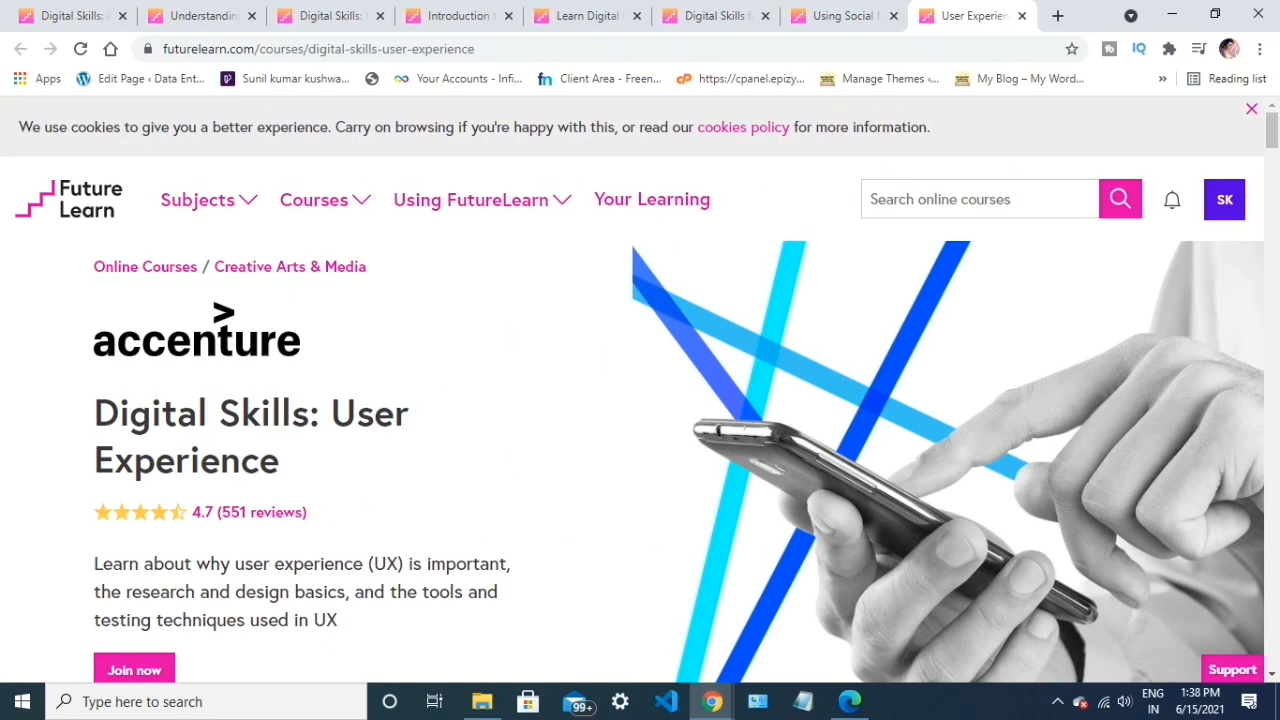 Digital Skills: A
Understanding
Digital Skills:
Introduction t
Learn Digital
Digital Skills f
Using Social N
User Experien
futurelearn.com/courses/digital-skills-user-experience
IQ
Apps
Edit Page ‹ Data Ent...
Sunil kumar kushwa...
Your Accounts - Infi...
fn Client Area - Freen...
cP https://cpanel.epizy...
Manage Themes ‹...
My Blog – My Word...
»
Reading list
We use cookies to give you a better experience. Carry on browsing if you're happy with this, or read our cookies policy for more information.
Future
Learn
Subjects
Courses
Using FutureLearn
Your Learning
Search online courses
SK
Online Courses / Creative Arts & Media
accenture
Digital Skills: User
Experience
4.7 (551 reviews)
Learn about why user experience (UX) is important,
the research and design basics, and the tools and
testing techniques used in UX
Join now
Support
Type here to search
99+
ENG
IN
1:38 PM
6/15/2021